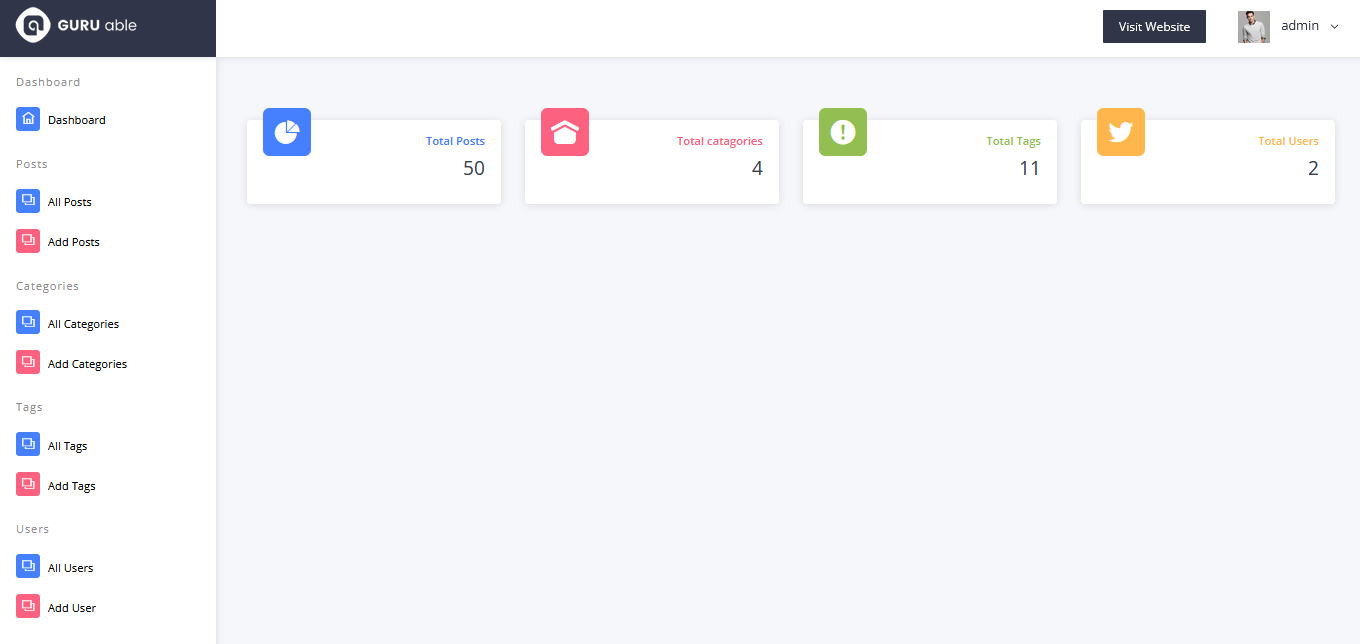 GURU able
Visit Website
admin
Dashboard
Dashboard
Posts
All Posts
Add Posts
Categories
All Categories
Add Categories
Tags
All Tags
Add Tags
Users
All Users
Add User
Total Posts
50
Total catagories
4
Total Tags
11
Total Users
2